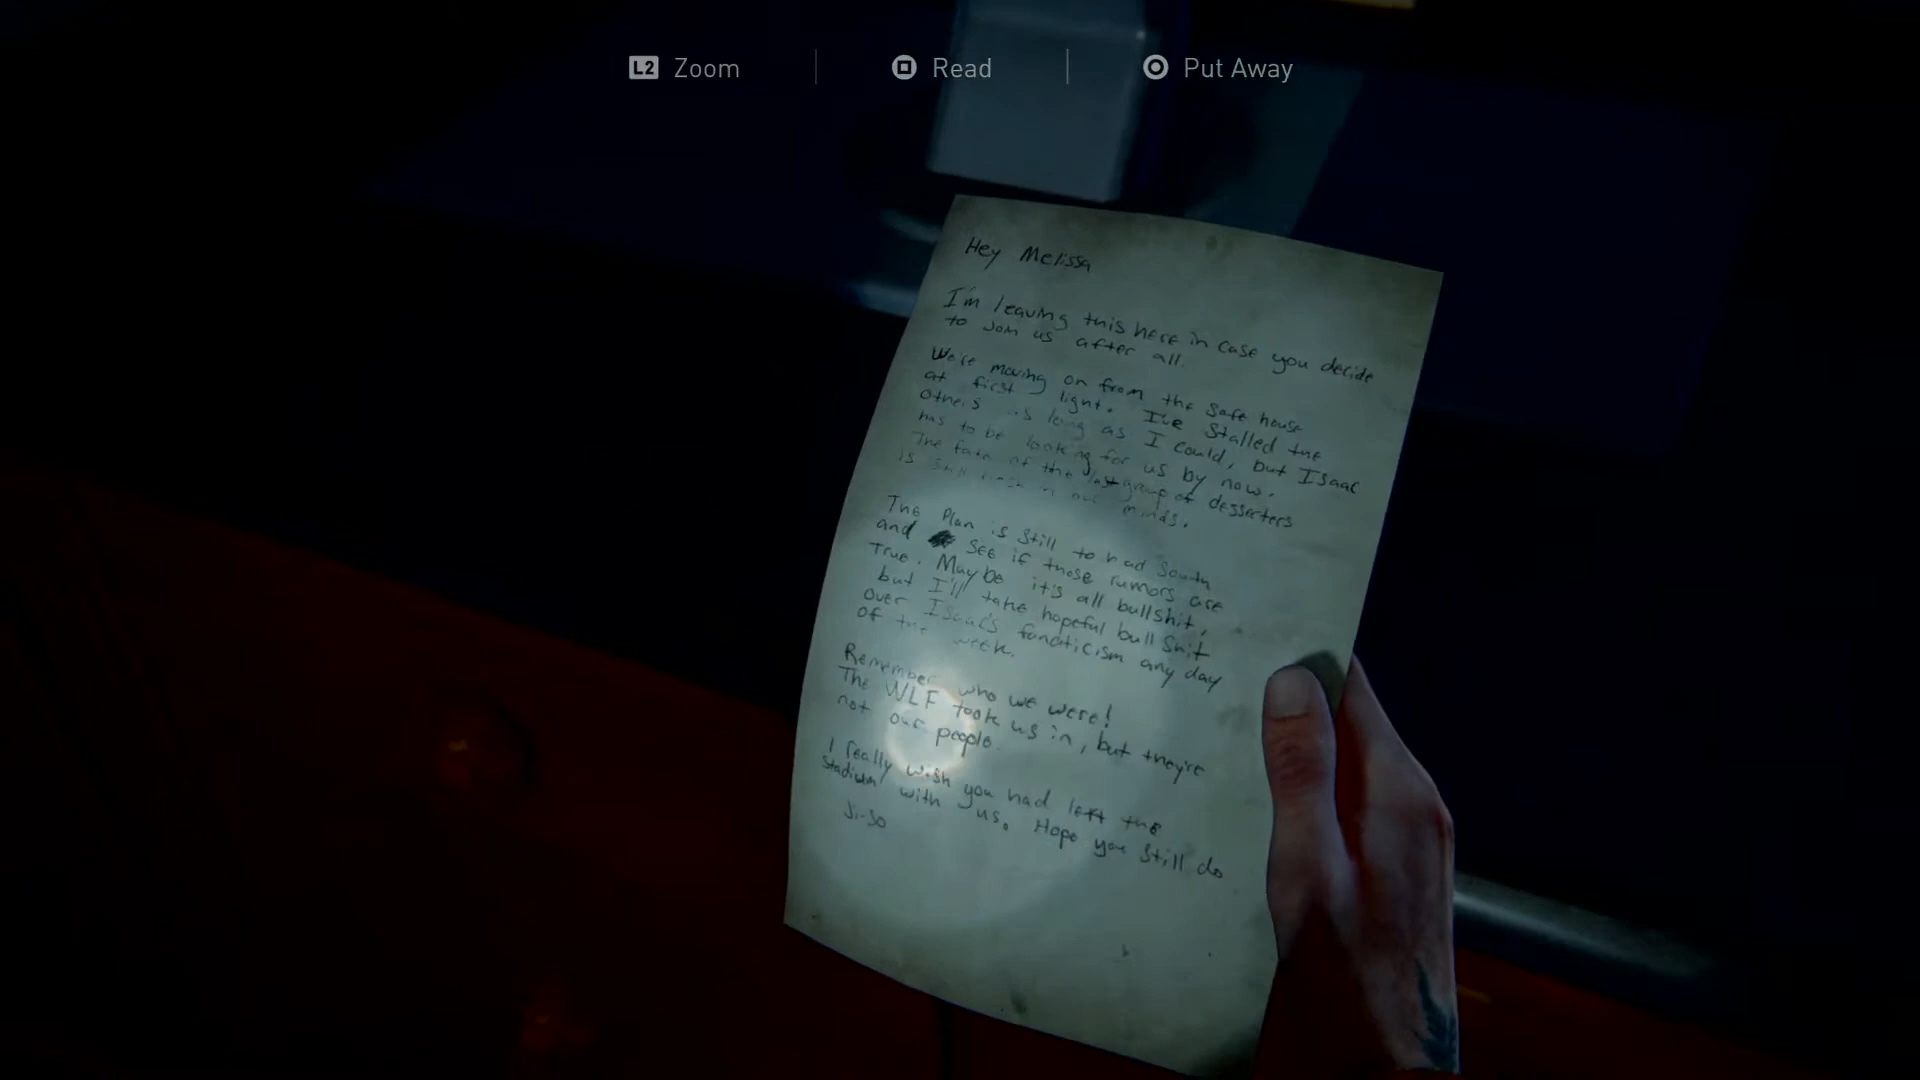 L2 Zoom
Read
Put Away
Hey Melissa
I'm leaving this here in case you decide
to join us after all.
We're moving on from the safe house
at first light. I've stalled the
others as long as I could, but Isaac
has to be looking for us by now.
The fate of the last group of desserters
is still fresh in our minds.
The Plan is still to head South
and see if those rumors are
true. Maybe it's all bullshit,
but I'll take hopeful bullshit
over Isaac's fanaticism any day
of the week.
Remember who we were!
The WLF took us in, but they're
not our people.
I really wish you had left the
Stadium with us. Hope you still do
Ji-So